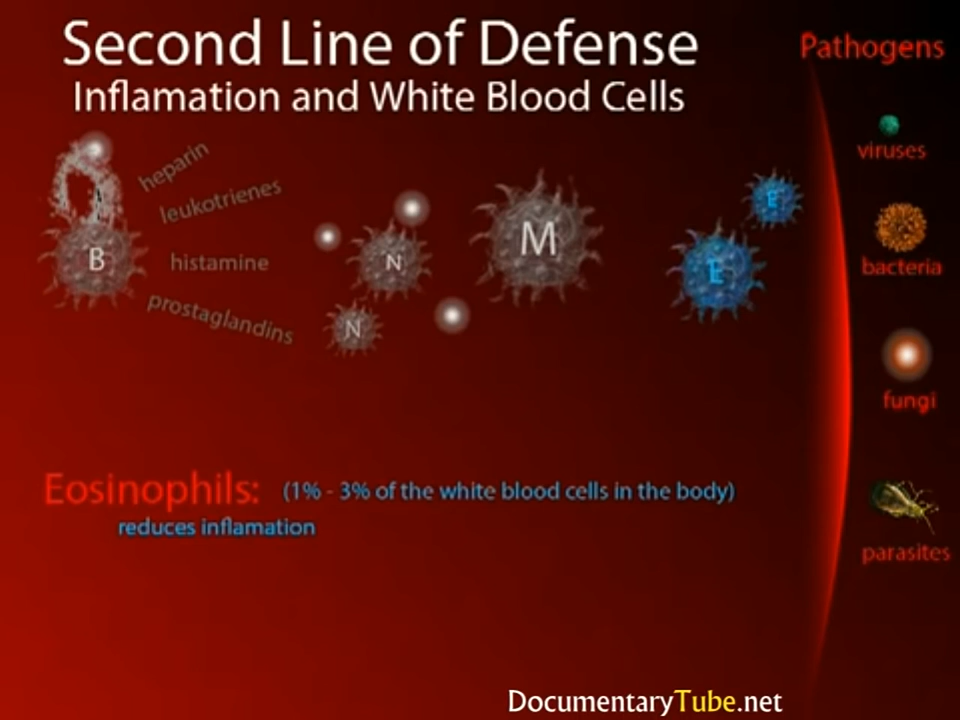 Second Line of Defense
Inflamation and White Blood Cells
Pathogens
viruses
bacteria
fungi
parasites
B
heparin
leukotrienes
histamine
prostaglandins
N
N
M
E
E
Eosinophils: (1% - 3% of the white blood cells in the body)
reduces inflamation
DocumentaryTube.net